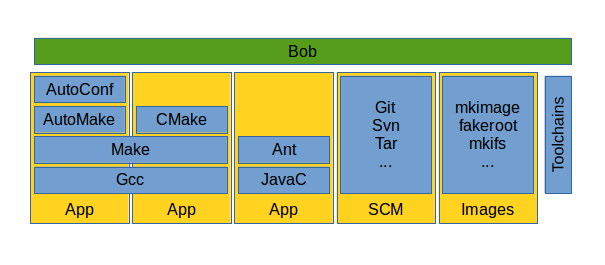 Bob
AutoConf
AutoMake
CMake
Make
Gcc
App
App
Ant
JavaC
App
Git
Svn
Tar
...
SCM
mkimage
fakeroot
mkifs
...
Images
Toolchains